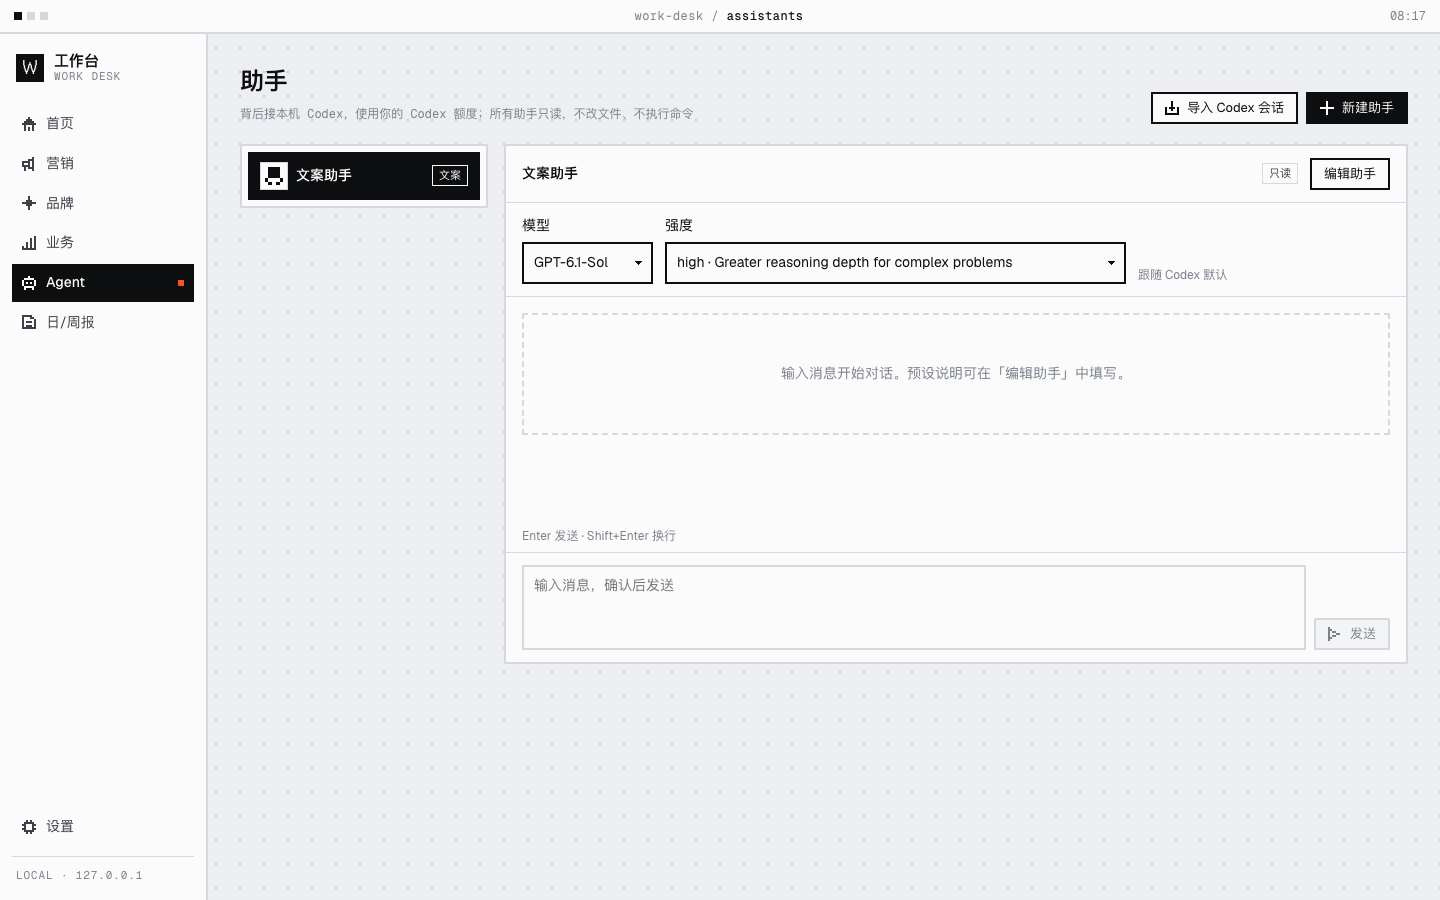 work-desk / assistants
08:17
W
工作台
WORK DESK
首页
营销
品牌
业务
Agent
日/周报
设置
LOCAL · 127.0.0.1
助手
背后接本机 Codex，使用你的 Codex 额度；所有助手只读，不改文件，不执行命令
导入 Codex 会话
新建助手
文案助手
文案
文案助手
只读
编辑助手
模型
强度
GPT-6.1-Sol
high · Greater reasoning depth for complex problems
跟随 Codex 默认
输入消息开始对话。预设说明可在「编辑助手」中填写。
Enter 发送 · Shift+Enter 换行
输入消息，确认后发送
发送